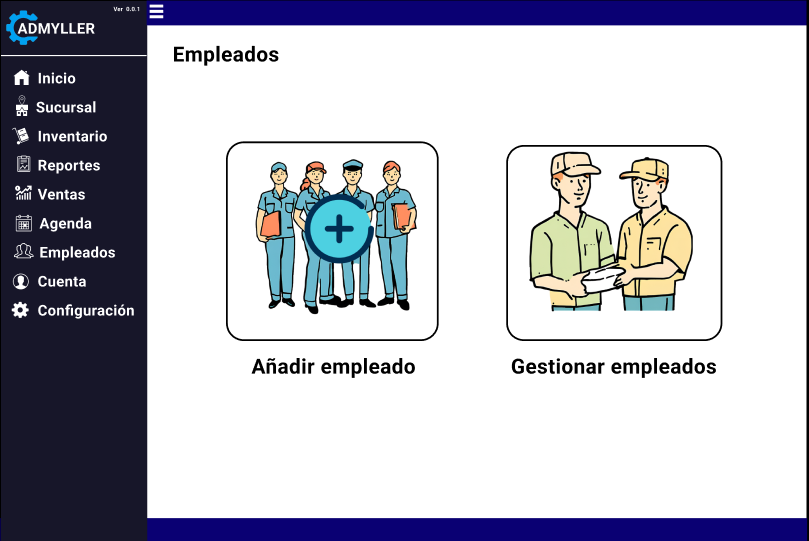 Ver 0.0.1
ADMYLLER
Inicio
Sucursal
Inventario
Reportes
Ventas
Agenda
Empleados
Cuenta
Configuración
Empleados
Añadir empleado
Gestionar empleados